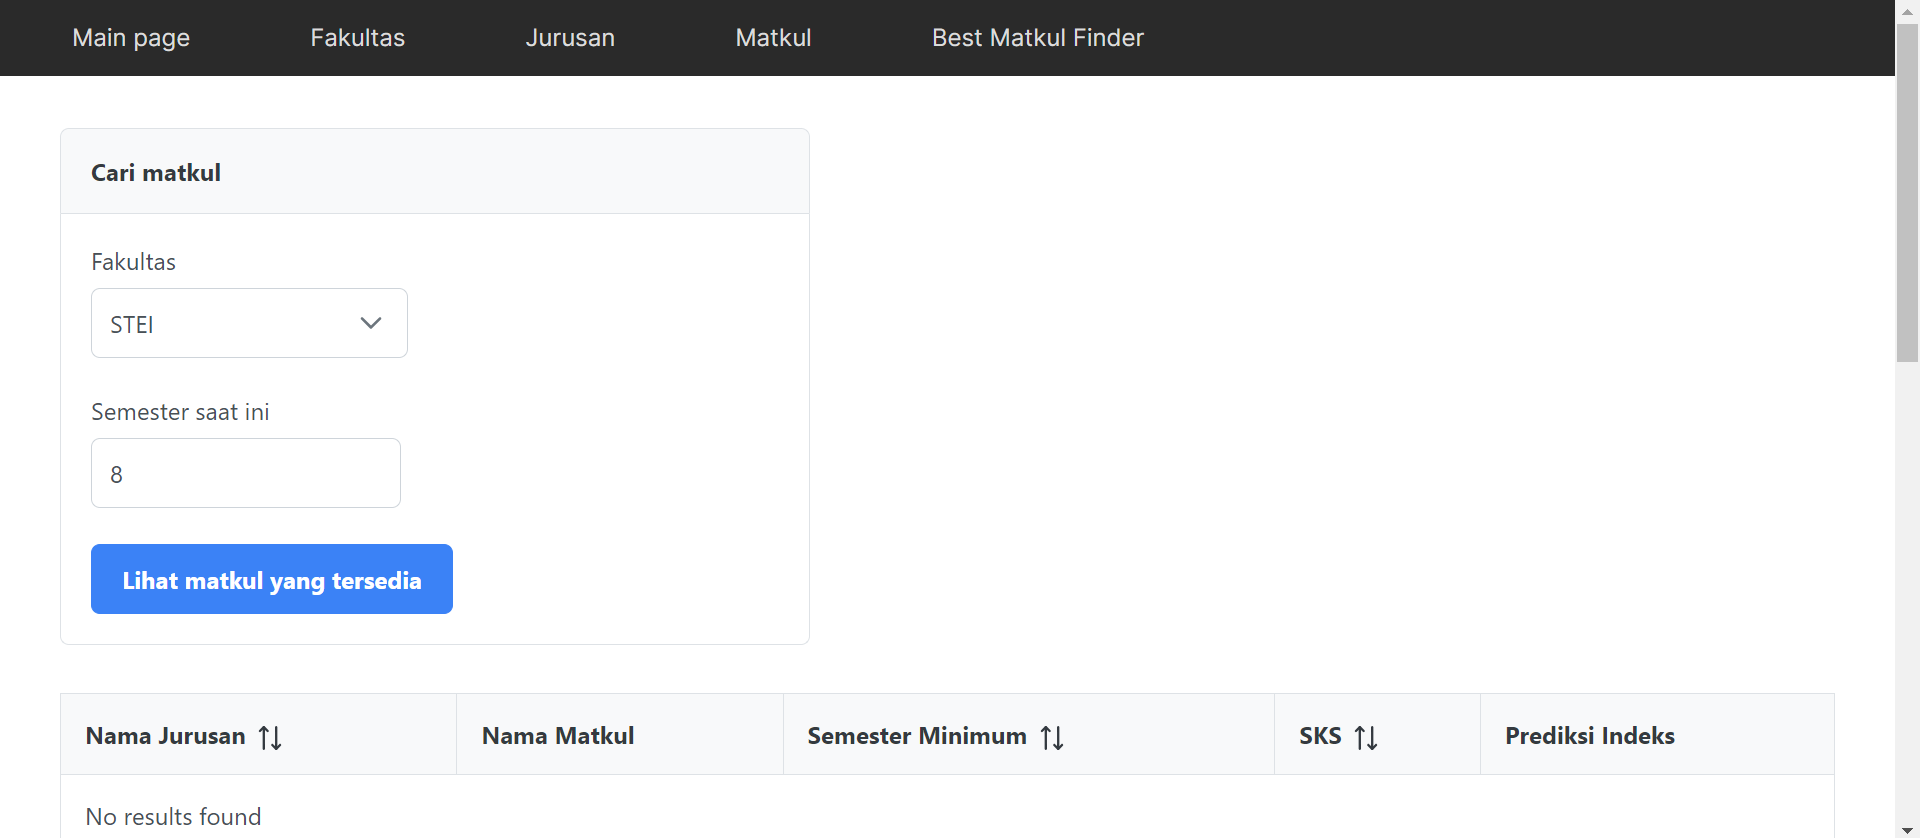 Main page Fakultas Jurusan Matkul Best Matkul Finder
Cari matkul
Fakultas
STEI
Semester saat ini
8
Lihat matkul yang tersedia
Nama Jurusan Nama Matkul Semester Minimum SKS Prediksi Indeks
No results found